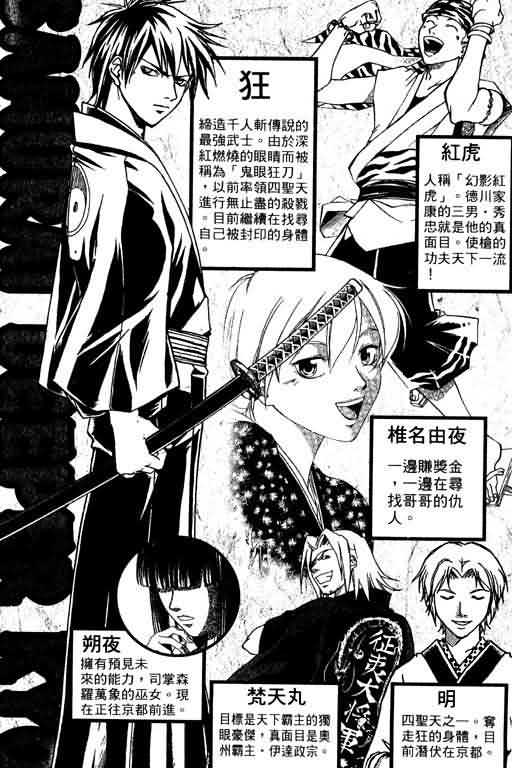 狂
締造千人斬傳說的
最強武士。由於深
紅燃燒的眼睛而被
稱為「鬼眼狂刀」
，以前率領四聖天
進行無止盡的殺戮
。目前繼續在找尋
自己被封印的身體
。
紅虎
人稱「幻影紅
虎」。德川家
康的三男・秀
忠就是他的真
面目。使槍的
功夫天下一流
！
椎名由夜
一邊賺獎金
，一邊在尋
找哥哥的仇
人。
朔夜
擁有預見未
來的能力，司掌森
羅萬象的巫女。現
在正往京都前進。
梵天丸
目標是天下霸主的獨
眼豪傑，真面目是奧
州霸主・伊達政宗。
明
四聖天之一。奪
走狂的身體，目
前潛伏在京都。
征夷大將軍